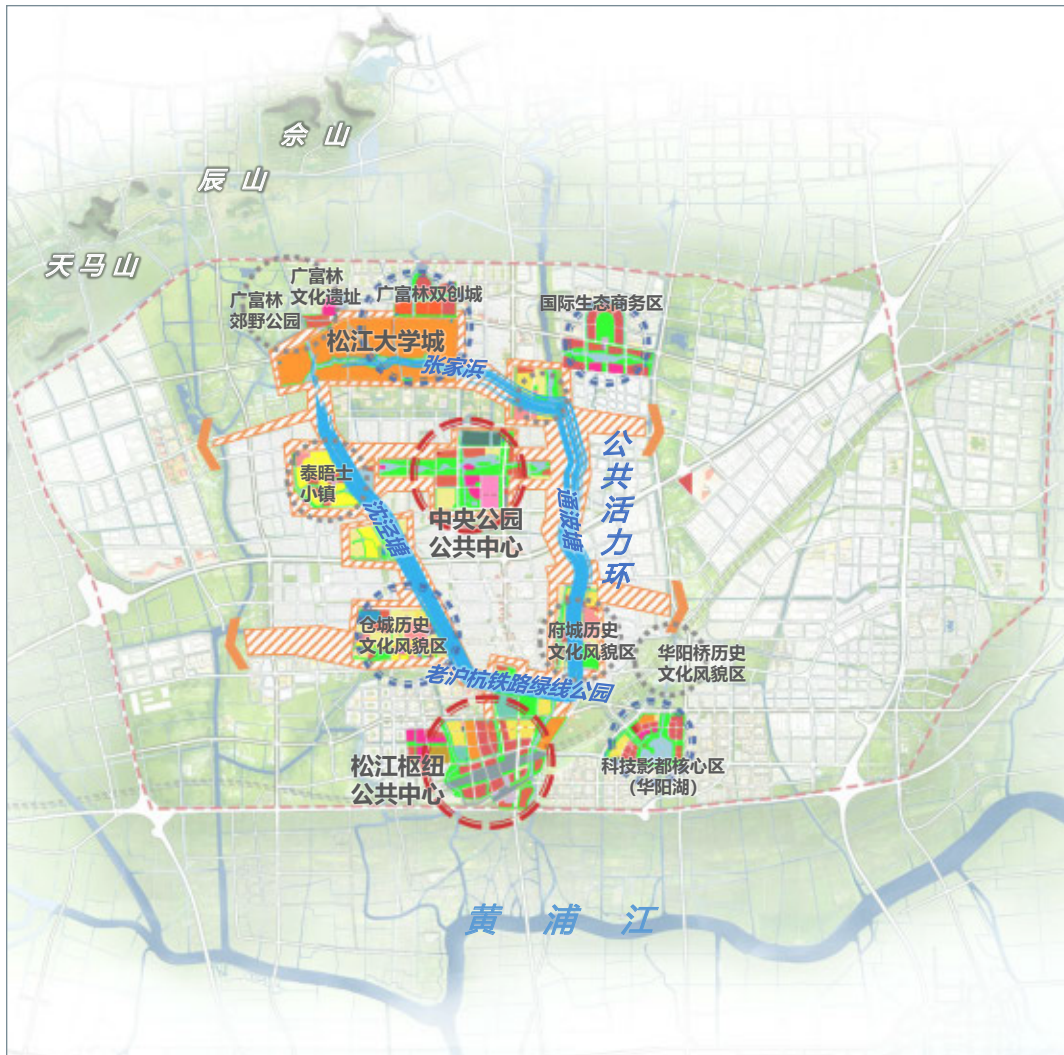 佘山
辰山
天马山
广富林
文化遗址
广富林
郊野公园
广富林双创城
国际生态商务区
松江大学城
张家浜
公共活力环
泰晤士
小镇
沈泾塘
中央公园
公共中心
通波塘
仓城历史
文化风貌区
府城历史
文化风貌区
华阳桥历史
文化风貌区
老沪杭铁路绿线公园
松江枢纽
公共中心
科技影都核心区
（华阳湖）
黄浦江